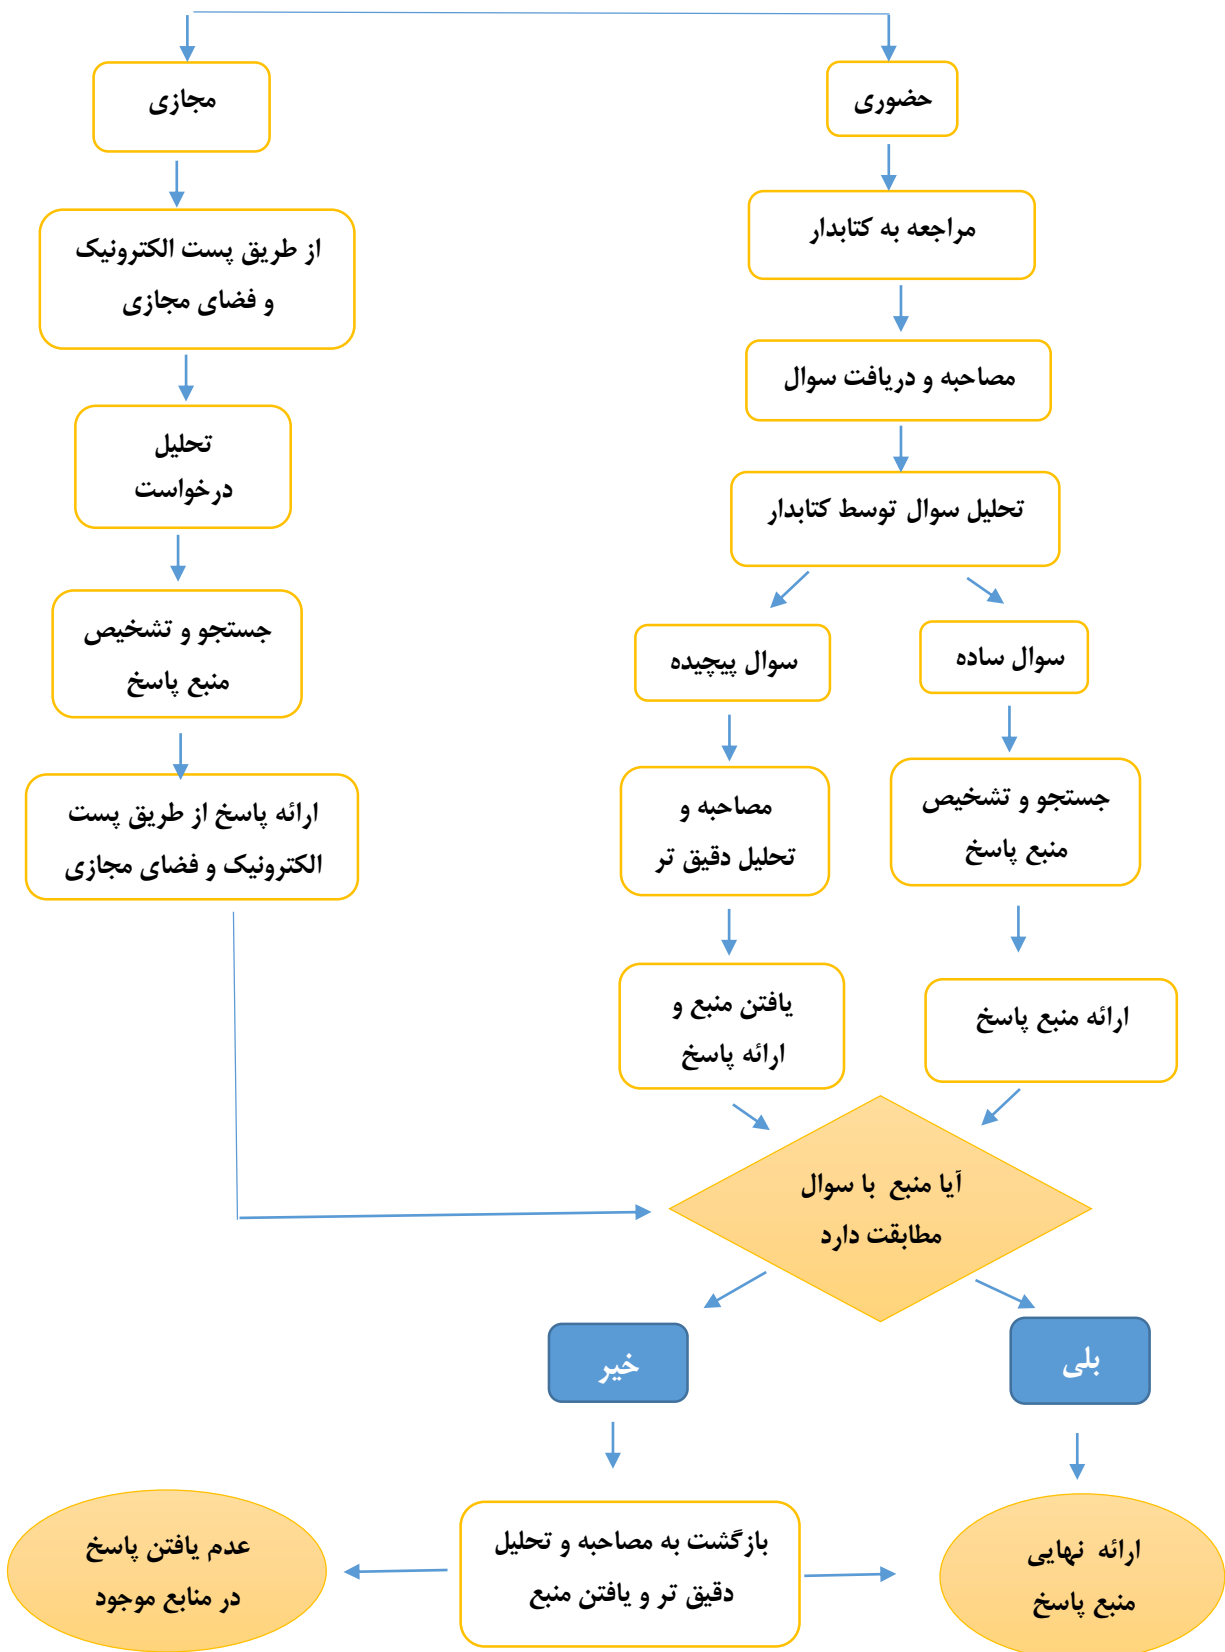 حضوری
مجازی
مراجعه به کتابدار
از طریق پست الکترونیک
و فضای مجازی
مصاحبه و دریافت سوال
تحلیل
درخواست
تحلیل سوال توسط کتابدار
سوال ساده
سوال پیچیده
جستجو و تشخیص
منبع پاسخ
جستجو و تشخیص
منبع پاسخ
مصاحبه و
تحلیل دقیق تر
ارائه پاسخ از طریق پست
الکترونیک و فضای مجازی
ارائه منبع پاسخ
یافتن منبع و
ارائه پاسخ
آیا منبع با سوال
مطابقت دارد
بلی
خیر
ارائه نهایی
منبع پاسخ
بازگشت به مصاحبه و تحلیل
دقیق تر و یافتن منبع
عدم یافتن پاسخ
در منابع موجود